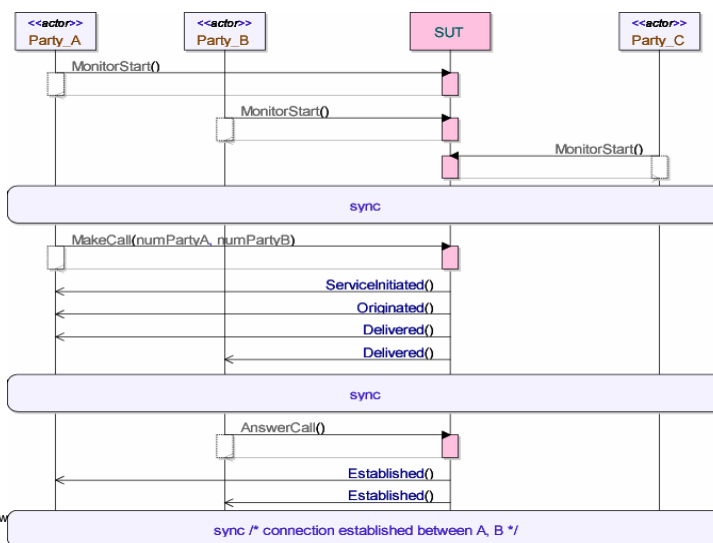 <<actor>> <<actor>> <<actor>>
Party_A Party_B SUT Party_C
MonitorStart()
MonitorStart()
MonitorStart()
sync
MakeCall(numPartyA, numPartyB)
ServiceInitiated()
Originated()
Delivered()
Delivered()
sync
AnswerCall()
Established()
Established()
w
sync /* connection established between A, B */